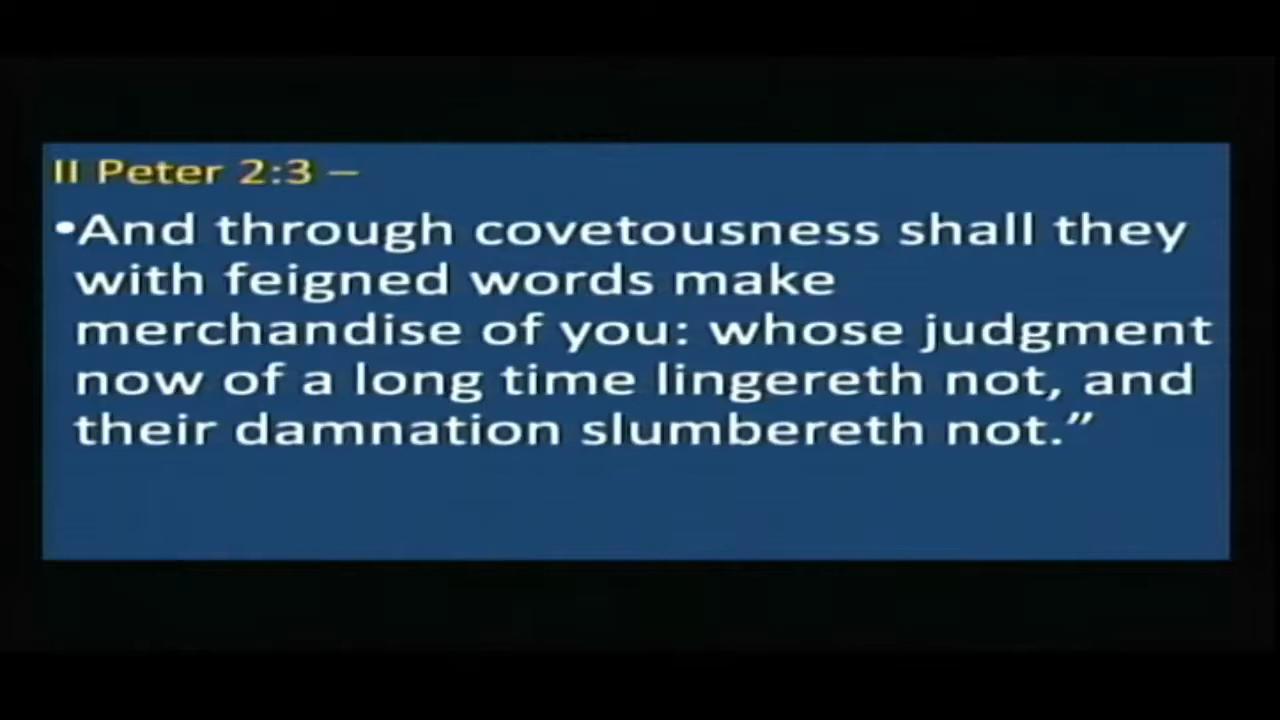 II Peter 2:3 –
•And through covetousness shall they
with feigned words make
merchandise of you: whose judgment
now of a long time lingereth not, and
their damnation slumbereth not.”